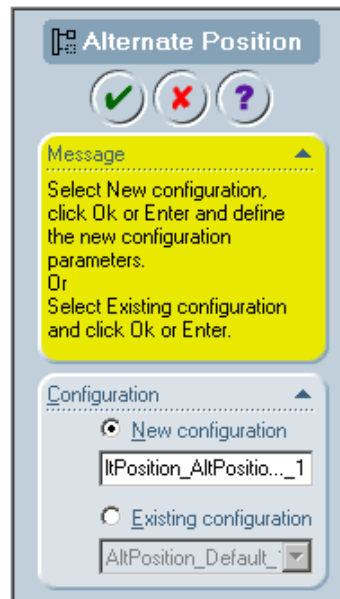 Alternate Position
?
Message
Select New configuration,
click Ok or Enter and define
the new configuration
parameters.
Or
Select Existing configuration
and click Ok or Enter.
Configuration
New configuration
ltPosition_AltPositio..._1
Existing configuration
AltPosition_Default_